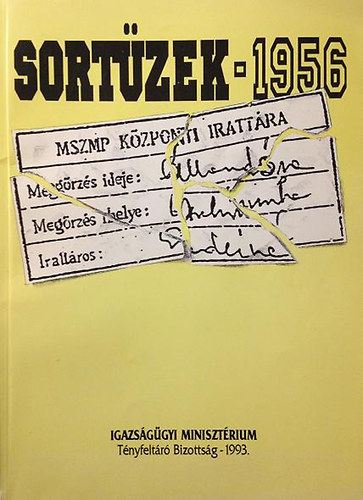 SORTÜZEK - 1956
MSZMP KÖZPONTI IRATTÁRA
Megőrzés ideje:
Megőrzés helye:
Irattáros:
IGAZSÁGÜGYI MINISZTÉRIUM
Tényfeltáró Bizottság - 1993.